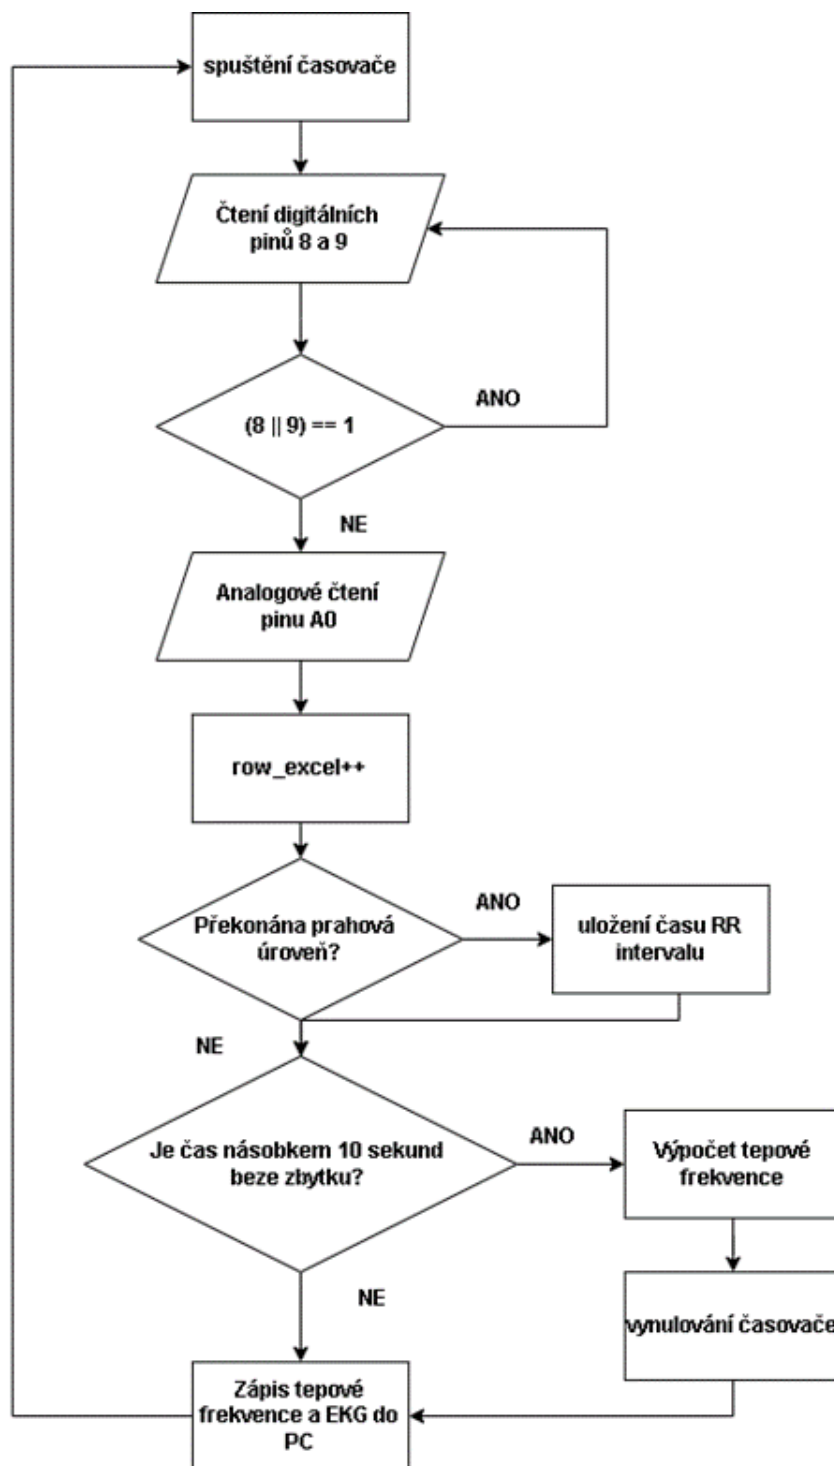 spuštění časovače
Čtení digitálních
pinů 8 a 9
ANO
(8 || 9) == 1
NE
Analogové čtení
pinu A0
row_excel++
ANO
Překonána prahová
úroveň?
uložení času RR
intervalu
NE
ANO
Je čas násobkem 10 sekund
beze zbytku?
Výpočet tepové
frekvence
NE
vynulování časovače
Zápis tepové
frekvence a EKG do
PC